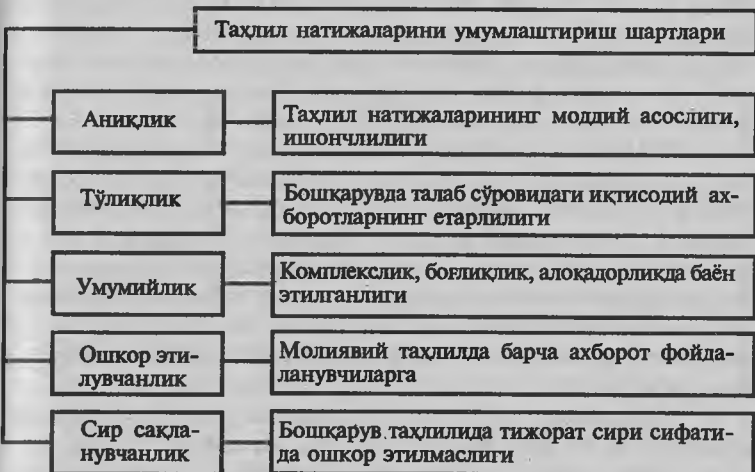 Таҳлил натижаларини умумлаштириш шартлари
Аниқлик
Таҳлил натижаларининг моддий асослиги,
ишончлилиги
Тўлиқлик
Бошқарувда талаб сўровидаги иқтисодий ах-
боротларнинг етарлилиги
Умумийлик
Комплекслик, боғлиқлик, алоқадорликда баён
этилганлиги
Ошкор эти-
лувчанлик
Молиявий таҳлилда барча ахборот фойда-
ланувчиларга
Сир сақла-
нувчанлик
Бошқарув таҳлилида тижорат сири сифати-
да ошкор этилмаслиги